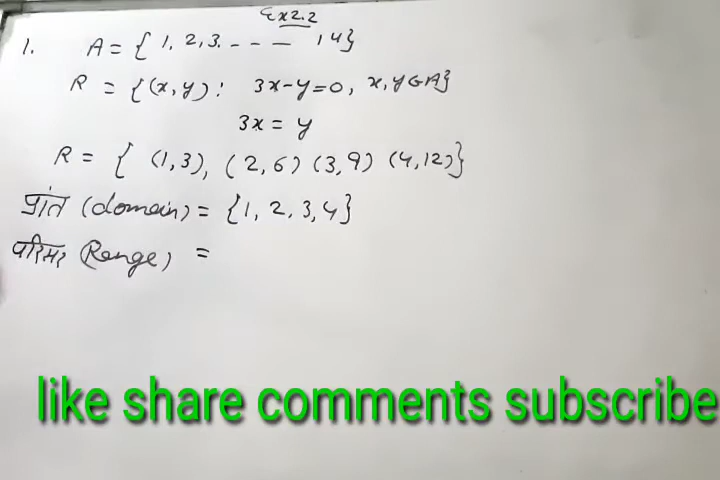 Ex2.2
1. A = { 1, 2, 3. - - — , 14}
R = {(x, y) : 3x-y=0, x, y ∈ A}
3x = y
R = { (1,3), (2,6) (3,9) (4,12)}
प्रांत (domain) = {1, 2, 3, 4}
परिसर (Range) =
like share comments subscribe